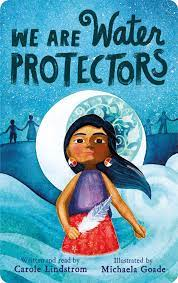 WE ARE Water
PROTECTORS
Written and read by
Carole Lindstrom
Illustrated by
Michaela Goade